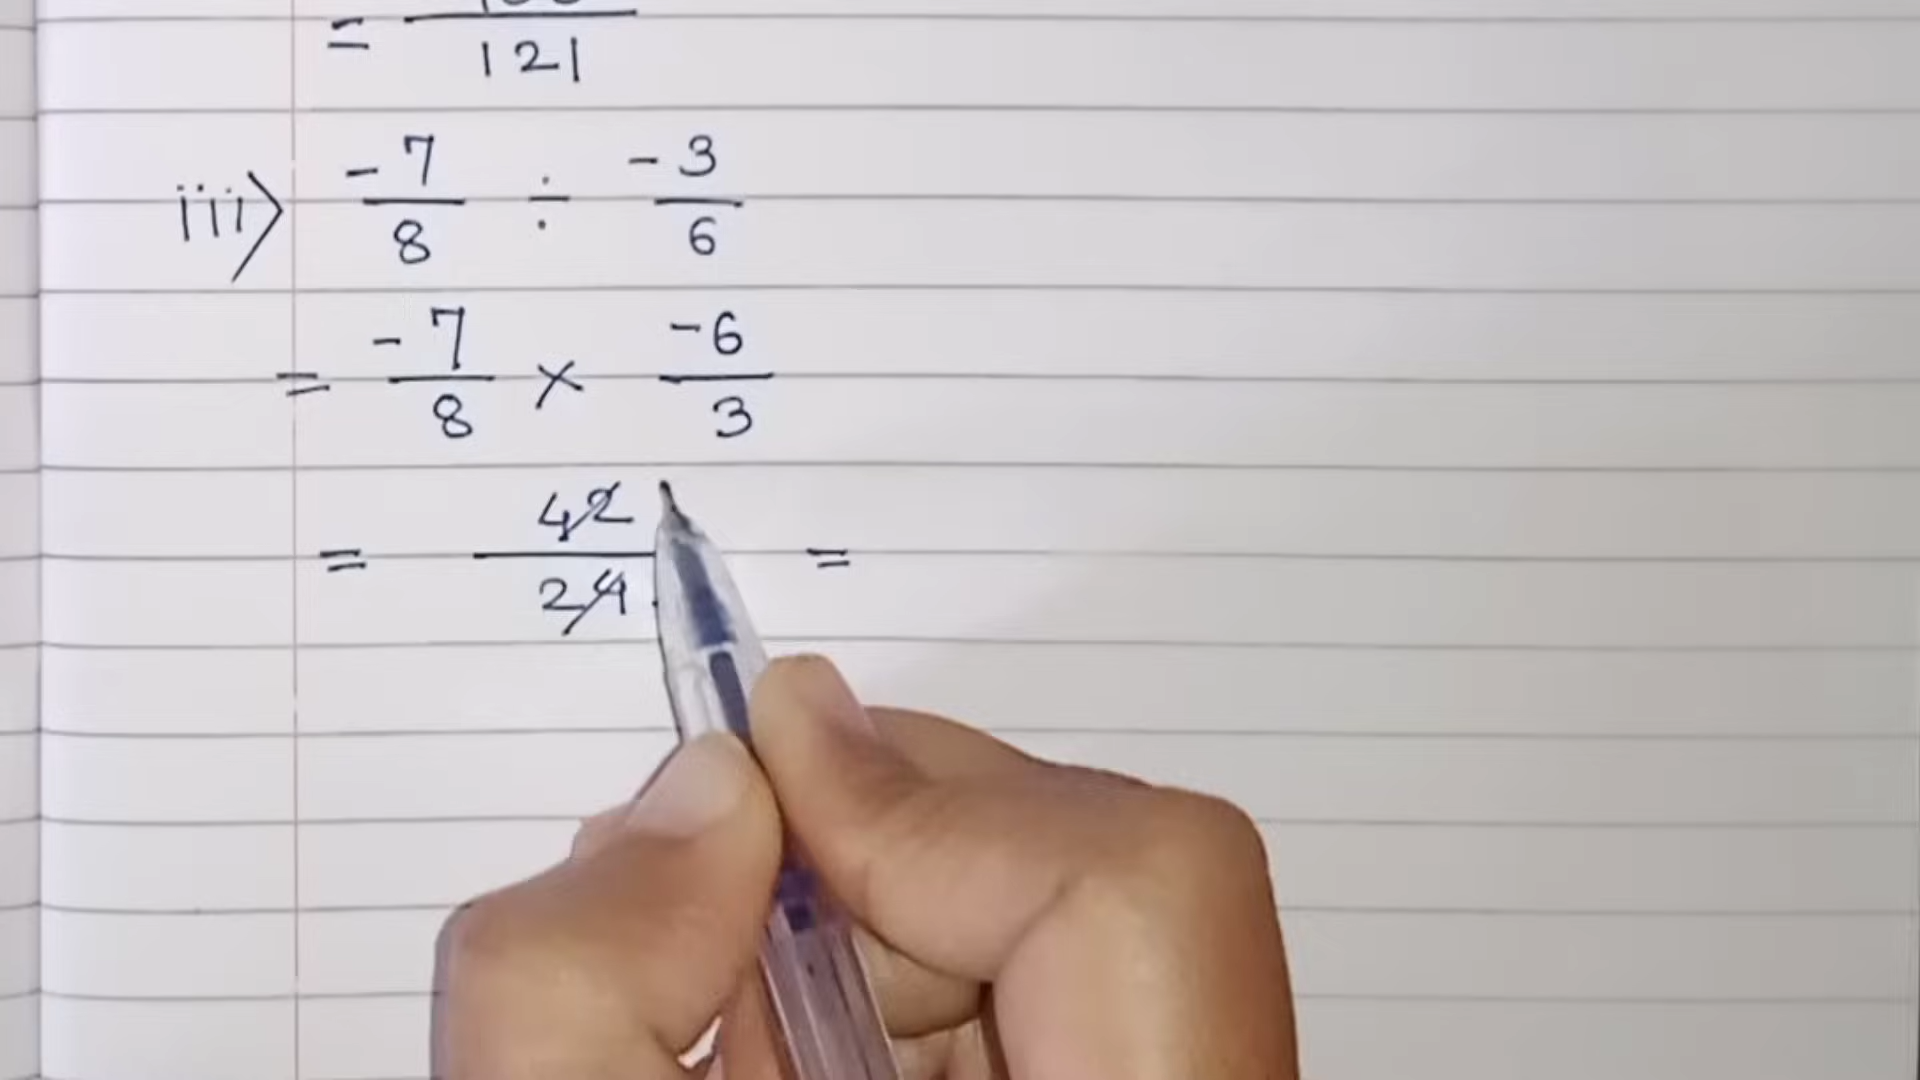 = /121
iii) -7/8 ÷ -3/6
= -7/8 × -6/3
= 42/24 =